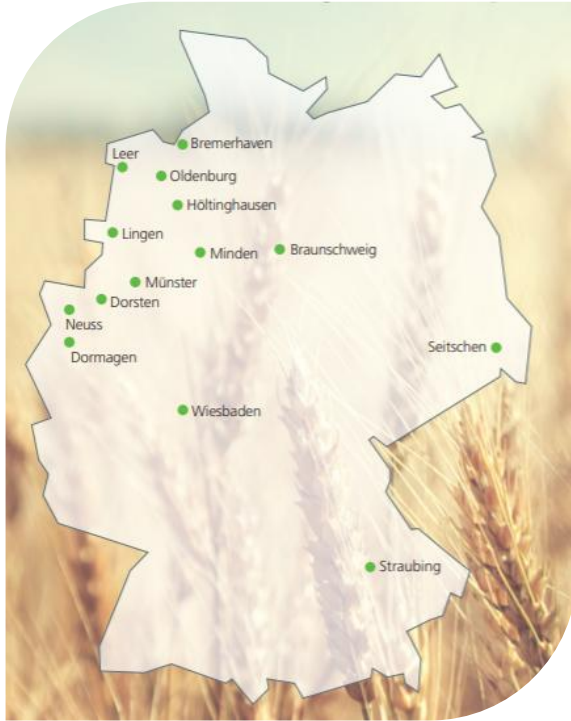 Bremerhaven
Leer
Oldenburg
Höltinghausen
Lingen
Minden
Braunschweig
Münster
Dorsten
Neuss
Seitschen
Dormagen
Wiesbaden
Straubing